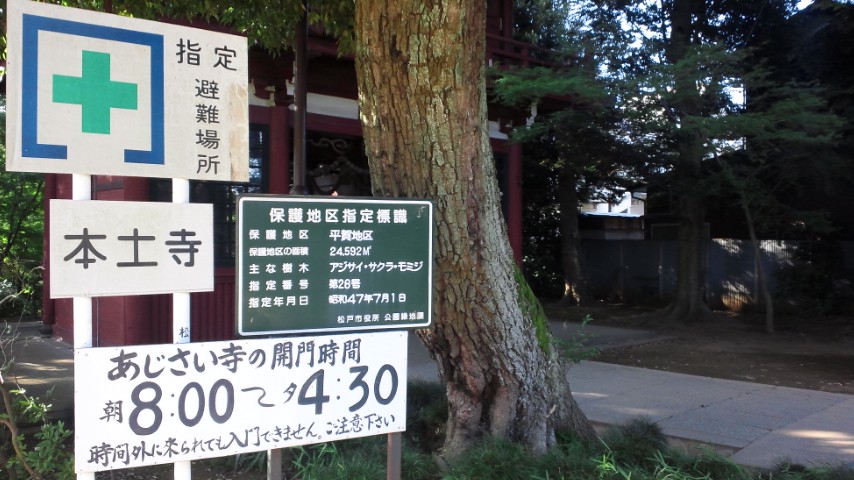 指定
避難場所
本土寺
保護地区指定標識
保護地区 平賀地区
保護地区の面積 24,592㎡
主な樹木 アジサイ・サクラ・モミジ
指定番号 第26号
指定年月日 昭和47年7月1日
松戸市役所 公園緑地課
あじさい寺の開門時間
朝8:00〜夕4:30
時間外に来られても入門できません。ご注意下さい